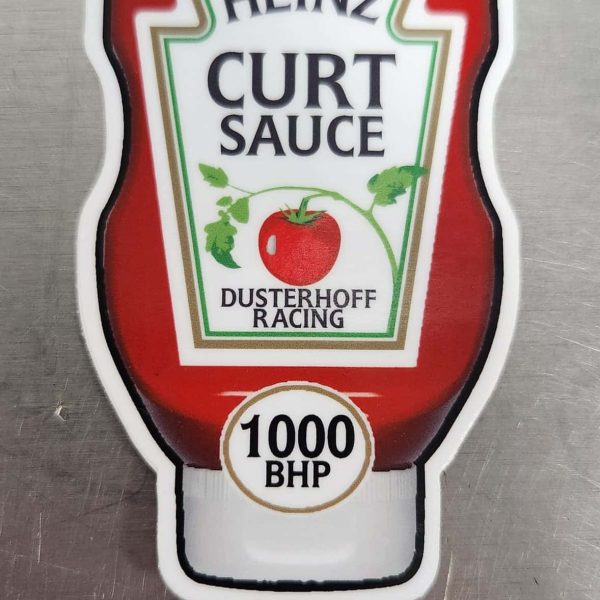 HEINZ
CURT
SAUCE
DUSTERHOFF
RACING
1000
BHP